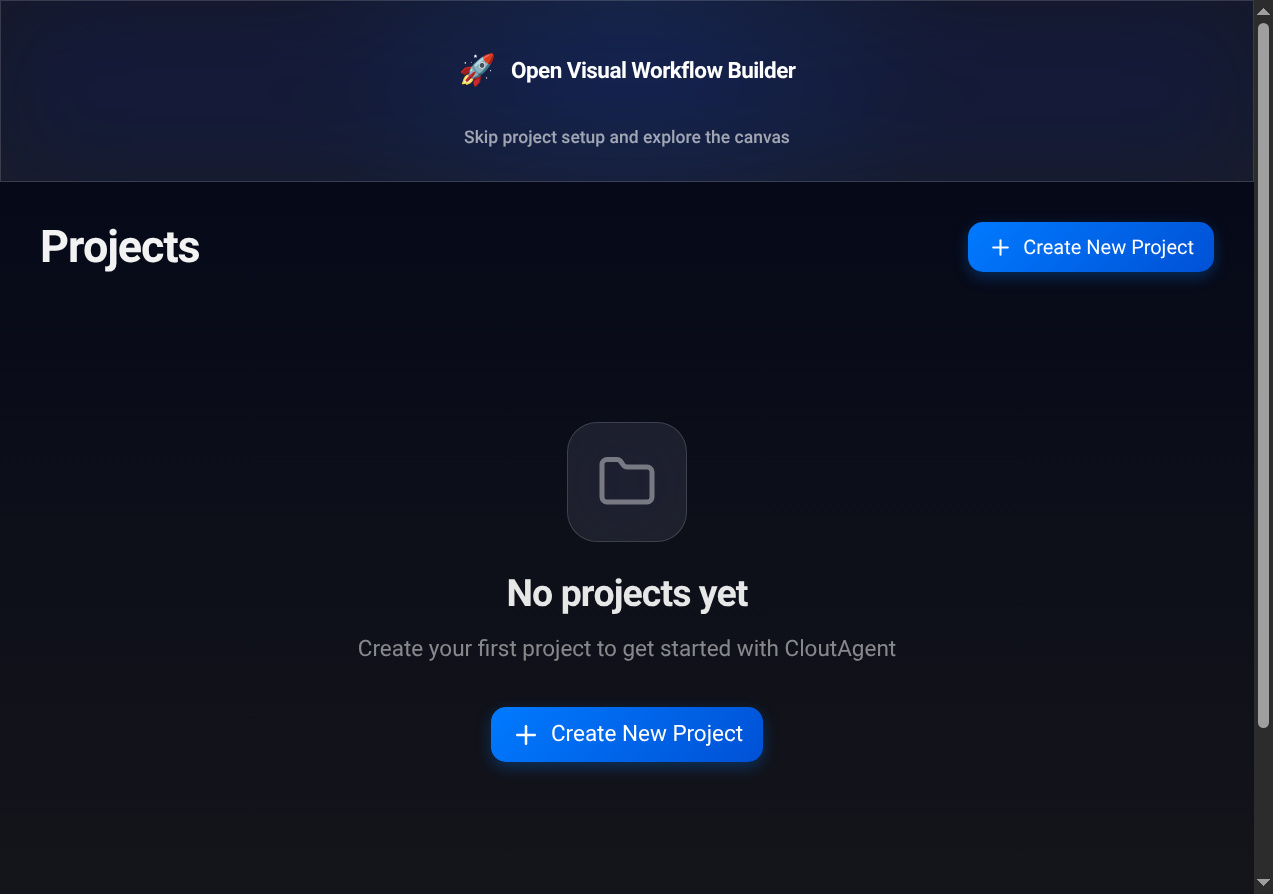 Open Visual Workflow Builder
Skip project setup and explore the canvas
Projects
Create New Project
No projects yet
Create your first project to get started with CloutAgent
Create New Project